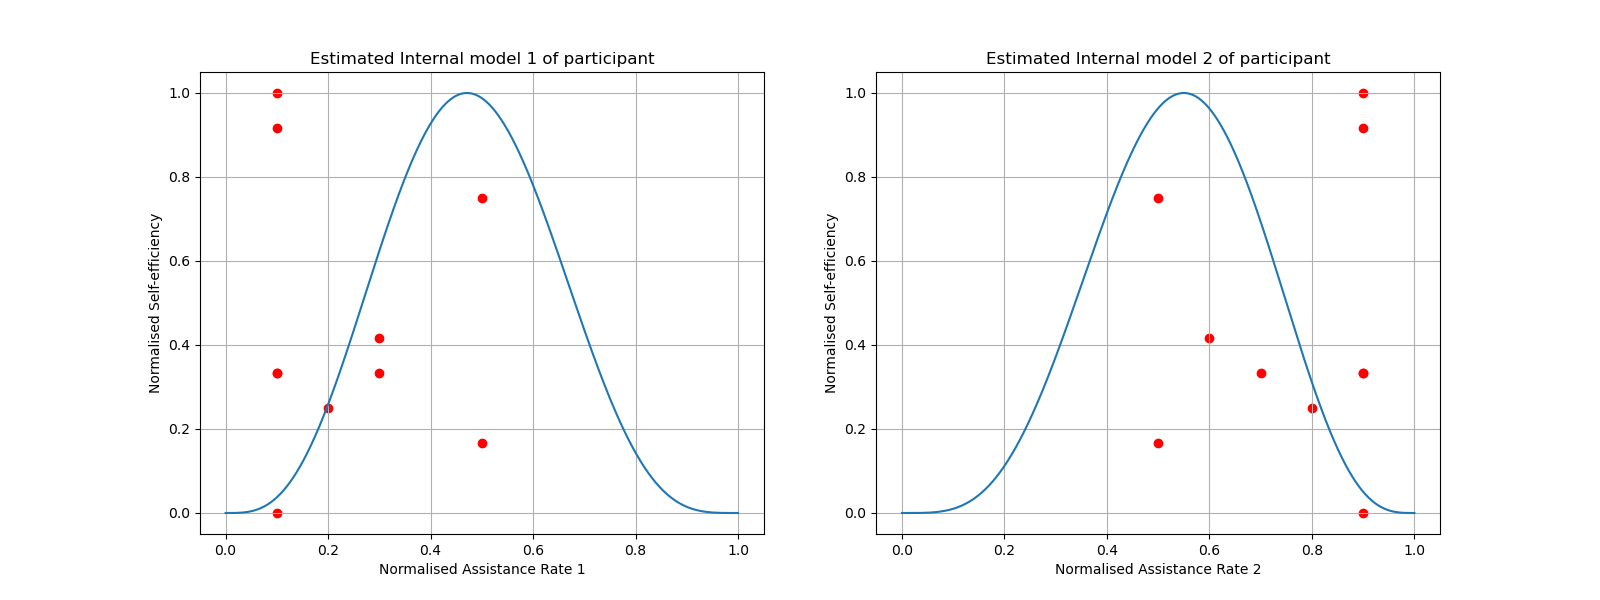 Estimated Internal model 1 of participant
Normalised Self-efficiency
1.0
0.8
0.6
0.4
0.2
0.0
0.0 0.2 0.4 0.6 0.8 1.0
Normalised Assistance Rate 1
Estimated Internal model 2 of participant
Normalised Self-efficiency
1.0
0.8
0.6
0.4
0.2
0.0
0.0 0.2 0.4 0.6 0.8 1.0
Normalised Assistance Rate 2